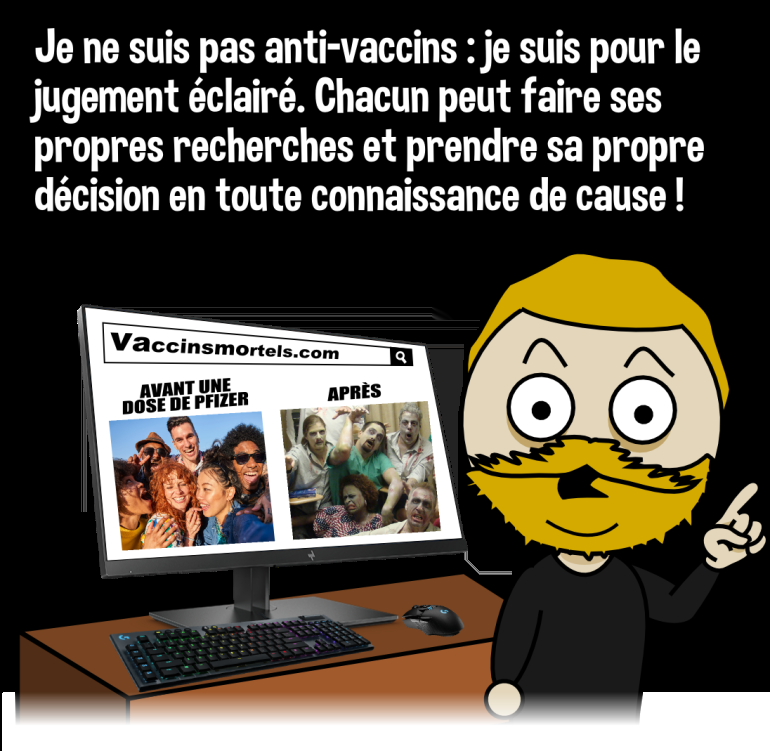 Je ne suis pas anti-vaccins : je suis pour le
jugement éclairé. Chacun peut faire ses
propres recherches et prendre sa propre
décision en toute connaissance de cause !
Vaccinsmortels.com
AVANT UNE
DOSE DE PFIZER
APRÈS